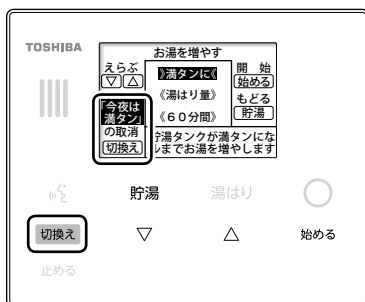 TOSHIBA
お湯を増やす
えらぶ
▽△
》満タンに《
開 始
始める
《湯はり量》
もどる
貯湯
「今夜は
満タン」
《60分間》
の取消
切換え
貯湯タンクが満タンにな
るまでお湯を増やします
貯湯
湯はり
切換え
▽
△
始める
止める